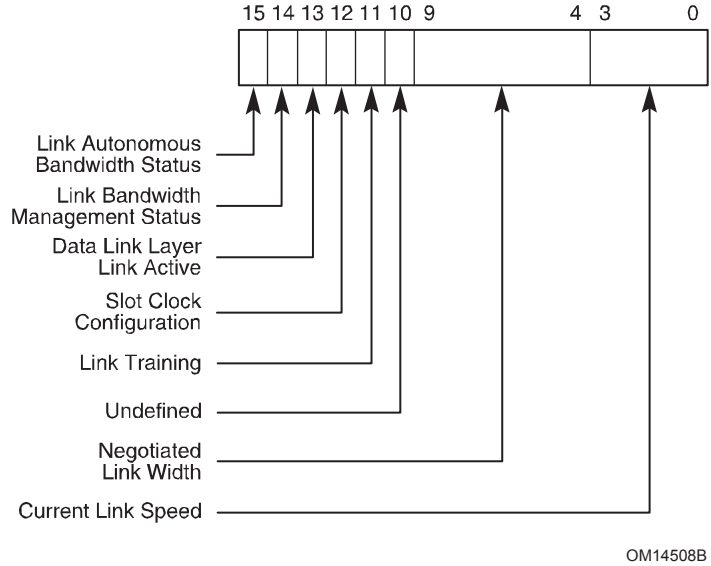 15 14 13 12 11 10 9 4 3 0
Link Autonomous
Bandwidth Status
Link Bandwidth
Management Status
Data Link Layer
Link Active
Slot Clock
Configuration
Link Training
Undefined
Negotiated
Link Width
Current Link Speed
OM14508B